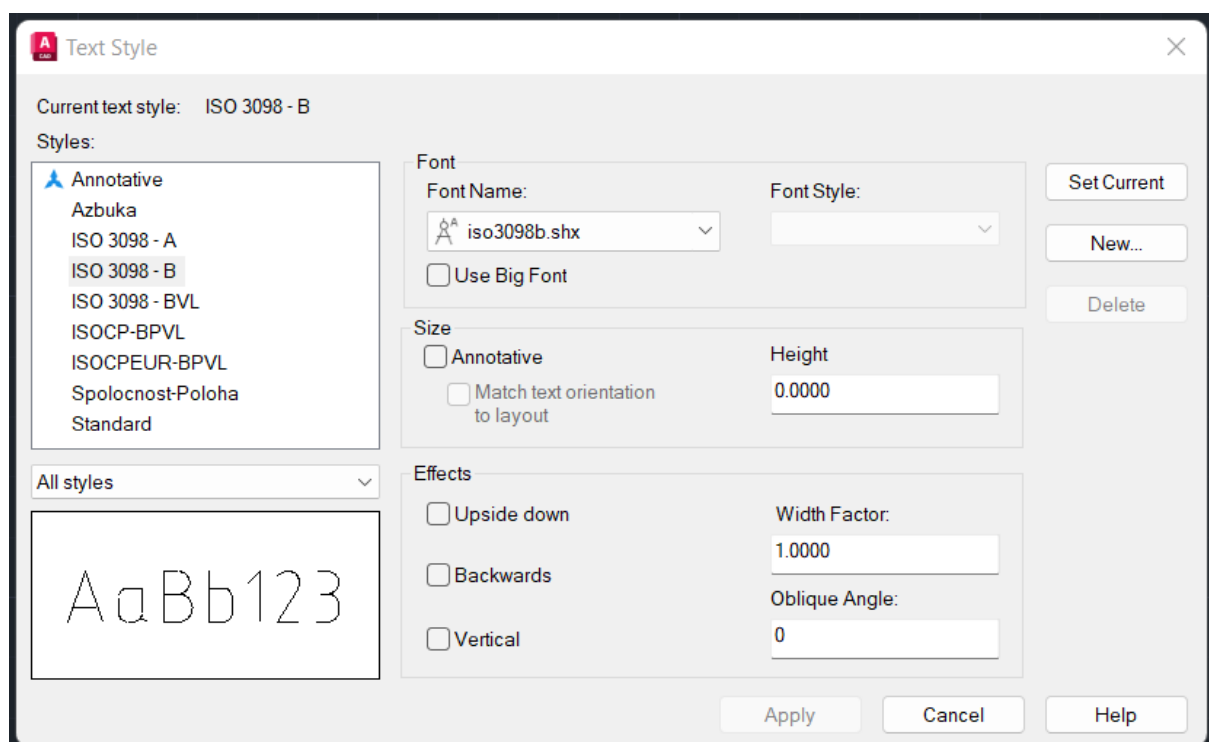 A
CAD
Text Style
Current text style: ISO 3098 - B
Styles:
Annotative
Azbuka
ISO 3098 - A
ISO 3098 - B
ISO 3098 - BVL
ISOCP-BPVL
ISOCPEUR-BPVL
Spolocnost-Poloha
Standard
All styles
AaBb123
Font
Font Name:
Font Style:
iso3098b.shx
Use Big Font
Size
Annotative
Match text orientation
to layout
Height
0.0000
Effects
Upside down
Backwards
Vertical
Width Factor:
1.0000
Oblique Angle:
0
Set Current
New...
Delete
Apply
Cancel
Help